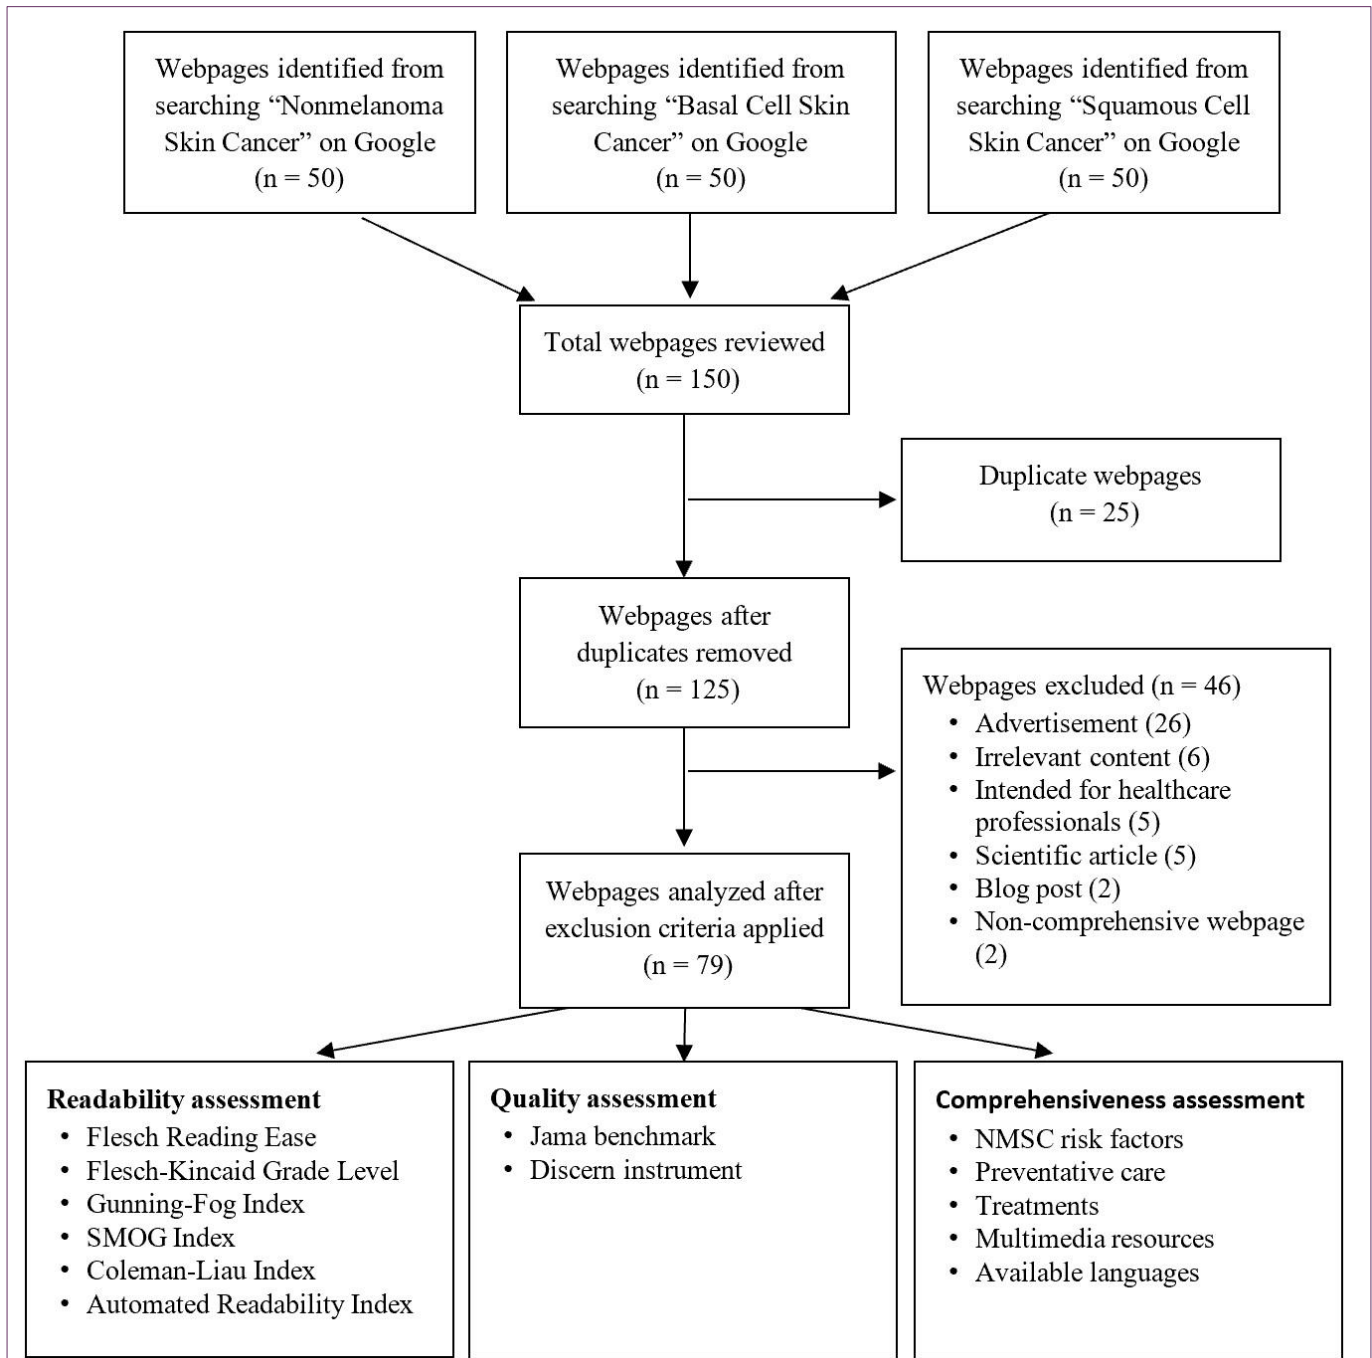 Webpages identified from
searching “Nonmelanoma
Skin Cancer” on Google
(n = 50)
Webpages identified from
searching “Basal Cell Skin
Cancer” on Google
(n = 50)
Webpages identified from
searching “Squamous Cell
Skin Cancer” on Google
(n = 50)
Total webpages reviewed
(n = 150)
Duplicate webpages
(n = 25)
Webpages after
duplicates removed
(n = 125)
Webpages excluded (n = 46)
• Advertisement (26)
• Irrelevant content (6)
• Intended for healthcare
professionals (5)
• Scientific article (5)
• Blog post (2)
• Non-comprehensive webpage
(2)
Webpages analyzed after
exclusion criteria applied
(n = 79)
Readability assessment
• Flesch Reading Ease
• Flesch-Kincaid Grade Level
• Gunning-Fog Index
• SMOG Index
• Coleman-Liau Index
• Automated Readability Index
Quality assessment
• Jama benchmark
• Discern instrument
Comprehensiveness assessment
• NMSC risk factors
• Preventative care
• Treatments
• Multimedia resources
• Available languages